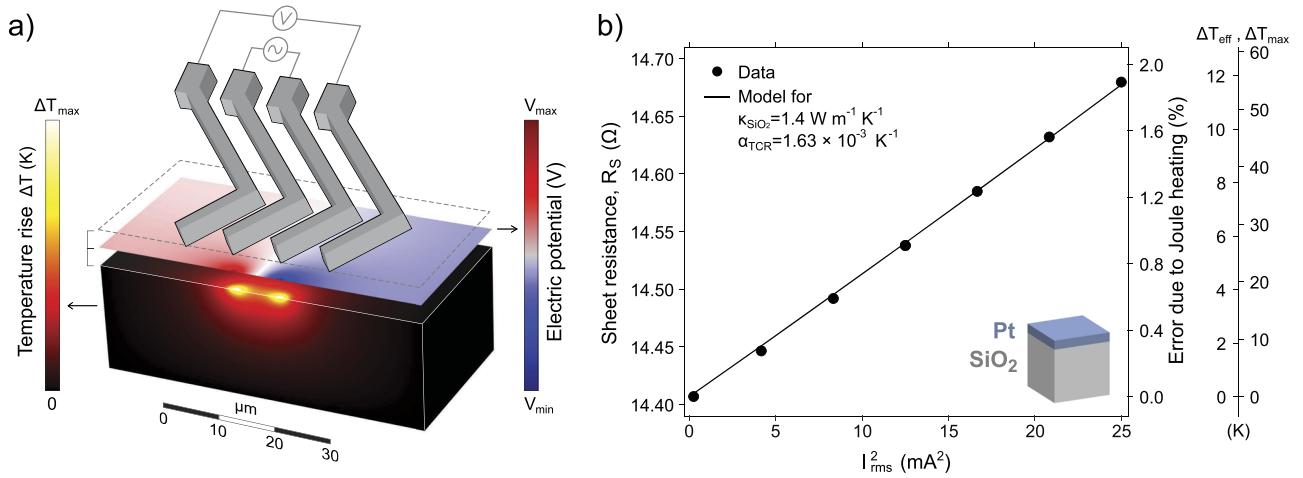 a)
V
ΔTmax
Temperature rise ΔT (K)
0
Vmax
Electric potential (V)
Vmin
µm
0
10
20
30
b)
ΔTeff , ΔTmax
Sheet resistance, RS (Ω)
14.70
14.65
14.60
14.55
14.50
14.45
14.40
Data
Model for
κSiO2=1.4 W m-1 K-1
αTCR=1.63 × 10-3 K-1
Pt
SiO2
0 5 10 15 20 25
I2rms (mA2)
2.0
1.6
1.2
0.8
0.4
0.0
Error due to Joule heating (%)
12
10
8
6
4
2
0
60
50
40
30
20
10
0
(K)